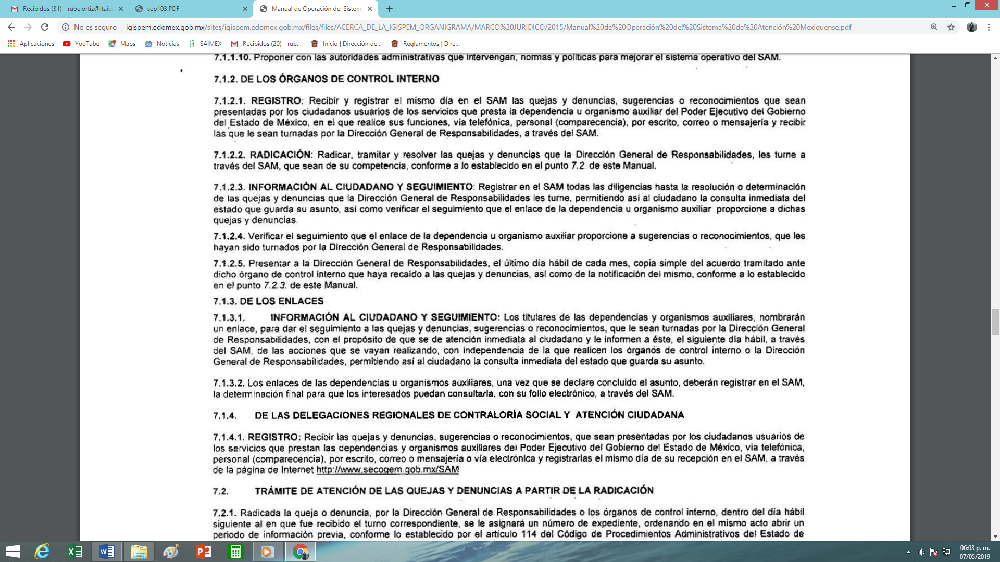 Recibidos (31) - rube.ortiz@itaip
sep103.PDF
Manual de Operación del Sistem
No es seguro
igispem.edomex.gob.mx/sites/igispem.edomex.gob.mx/files/files/ACERCA_DE_LA_IGISPEM_ORGANIGRAMA/MARCO%20JURIDICO/2015/Manual%20de%20Operación%20del%20Sistema%20de%20Atención%20Mexiquense.pdf
Aplicaciones
YouTube
Maps
Noticias
SAIMEX
Recibidos (20) - rub...
Inicio | Dirección de...
Reglamentos | Dire...
7.1.1.10. Proponer con las autoridades administrativas que intervengan, normas y políticas para mejorar el sistema operativo del SAM.
7.1.2. DE LOS ÓRGANOS DE CONTROL INTERNO
7.1.2.1. REGISTRO: Recibir y registrar el mismo día en el SAM las quejas y denuncias, sugerencias o reconocimientos que sean
presentadas por los ciudadanos usuarios de los servicios que presta la dependencia u organismo auxiliar del Poder Ejecutivo del Gobierno
del Estado de México, en el que realice sus funciones, vía telefónica, personal (comparecencia), por escrito, correo o mensajería y recibir
las que le sean turnadas por la Dirección General de Responsabilidades, a través del SAM.
7.1.2.2. RADICACIÓN: Radicar, tramitar y resolver las quejas y denuncias que la Dirección General de Responsabilidades, les turne a
través del SAM, que sean de su competencia, conforme a lo establecido en el punto 7.2. de este Manual.
7.1.2.3. INFORMACIÓN AL CIUDADANO Y SEGUIMIENTO: Registrar en el SAM todas las diligencias hasta la resolución o determinación
de las quejas y denuncias que la Dirección General de Responsabilidades les turne, permitiendo así al ciudadano la consulta inmediata del
estado que guarda su asunto, así como verificar el seguimiento que el enlace de la dependencia u organismo auxiliar proporcione a dichas
quejas y denuncias.
7.1.2.4. Verificar el seguimiento que el enlace de la dependencia u organismo auxiliar proporcione a sugerencias o reconocimientos, que les
hayan sido turnados por la Dirección General de Responsabilidades.
7.1.2.5. Presentar a la Dirección General de Responsabilidades, el último día hábil de cada mes, copia simple del acuerdo tramitado ante
dicho órgano de control interno que haya recaído a las quejas y denuncias, así como de la notificación del mismo, conforme a lo establecido
en el punto 7.2.3. de este Manual.
7.1.3. DE LOS ENLACES
7.1.3.1. INFORMACIÓN AL CIUDADANO Y SEGUIMIENTO: Los titulares de las dependencias y organismos auxiliares, nombrarán
un enlace, para dar el seguimiento a las quejas y denuncias, sugerencias o reconocimientos, que le sean turnadas por la Dirección General
de Responsabilidades, con el propósito de que se de atención inmediata al ciudadano y le informen a éste, el siguiente día hábil, a través
del SAM, de las acciones que se vayan realizando, con independencia de la que realicen los órganos de control interno o la Dirección
General de Responsabilidades, permitiendo así al ciudadano la consulta inmediata del estado que guarda su asunto.
7.1.3.2. Los enlaces de las dependencias u organismos auxiliares, una vez que se declare concluido el asunto, deberán registrar en el SAM,
la determinación final para que los interesados puedan consultarla, con su folio electrónico, a través del SAM.
7.1.4. DE LAS DELEGACIONES REGIONALES DE CONTRALORÍA SOCIAL Y ATENCIÓN CIUDADANA
7.1.4.1. REGISTRO: Recibir las quejas y denuncias, sugerencias o reconocimientos, que sean presentadas por los ciudadanos usuarios de
los servicios que prestan las dependencias y organismos auxiliares del Poder Ejecutivo del Gobierno del Estado de México, vía telefónica,
personal (comparecencia), por escrito, correo o mensajería o vía electrónica y registrarlas el mismo día de su recepción en el SAM, a través
de la página de Internet http://www.secogem.gob.mx/SAM
7.2. TRÁMITE DE ATENCIÓN DE LAS QUEJAS Y DENUNCIAS A PARTIR DE LA RADICACIÓN
7.2.1. Radicada la queja o denuncia, por la Dirección General de Responsabilidades o los órganos de control interno, dentro del día hábil
siguiente al en que fue recibido el turno correspondiente, se le asignará un número de expediente, ordenando en el mismo acto abrir un
periodo de información previa, conforme lo establecido por el artículo 114 del Código de Procedimientos Administrativos del Estado de
06:03 p. m.
07/05/2019